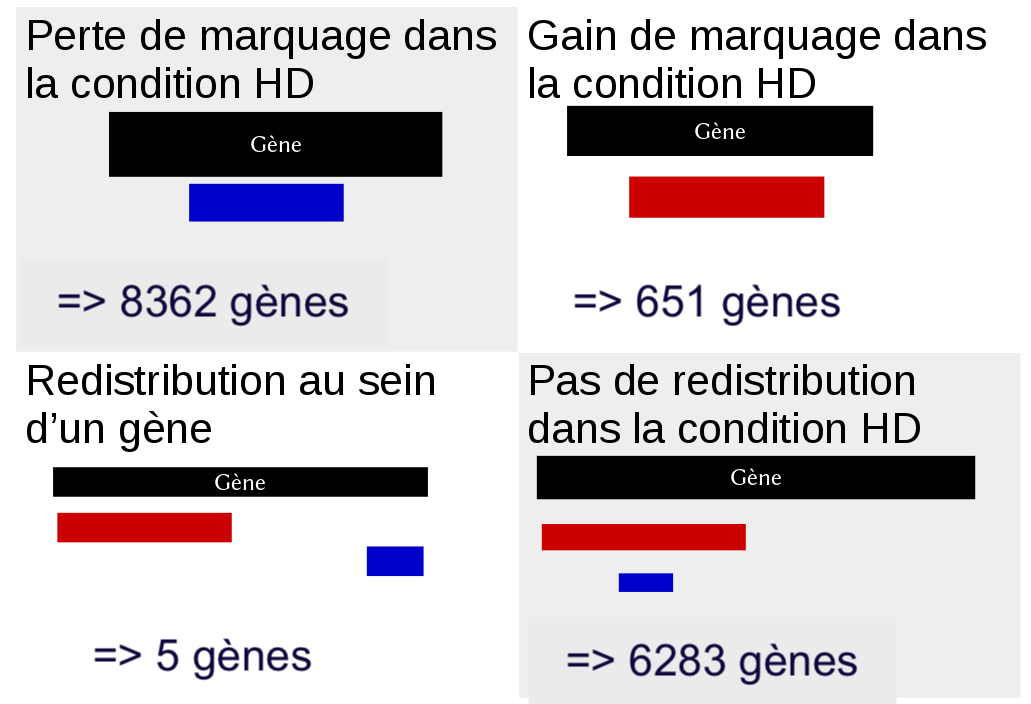 Perte de marquage dans
la condition HD
Gène
=> 8362 gènes
Gain de marquage dans
la condition HD
Gène
=> 651 gènes
Redistribution au sein
d’un gène
Gène
=> 5 gènes
Pas de redistribution
dans la condition HD
Gène
=> 6283 gènes